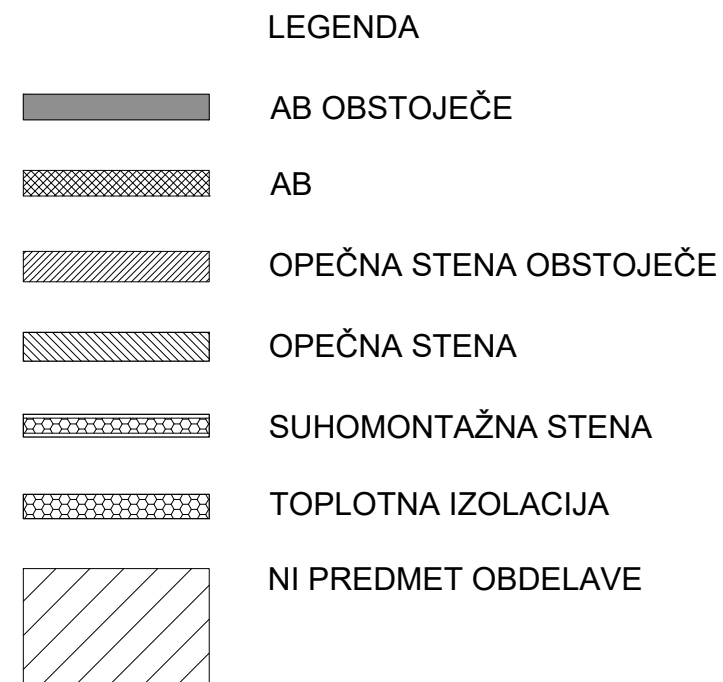 LEGENDA
AB OBSTOJEČE
AB
OPEČNA STENA OBSTOJEČE
OPEČNA STENA
SUHOMONTAŽNA STENA
TOPLOTNA IZOLACIJA
NI PREDMET OBDELAVE